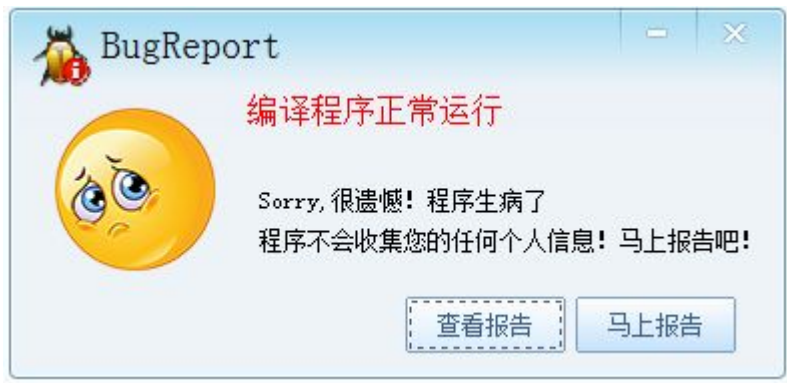 BugReport
编译程序正常运行
Sorry,很遗憾!程序生病了
程序不会收集您的任何个人信息!马上报告吧!
查看报告 马上报告